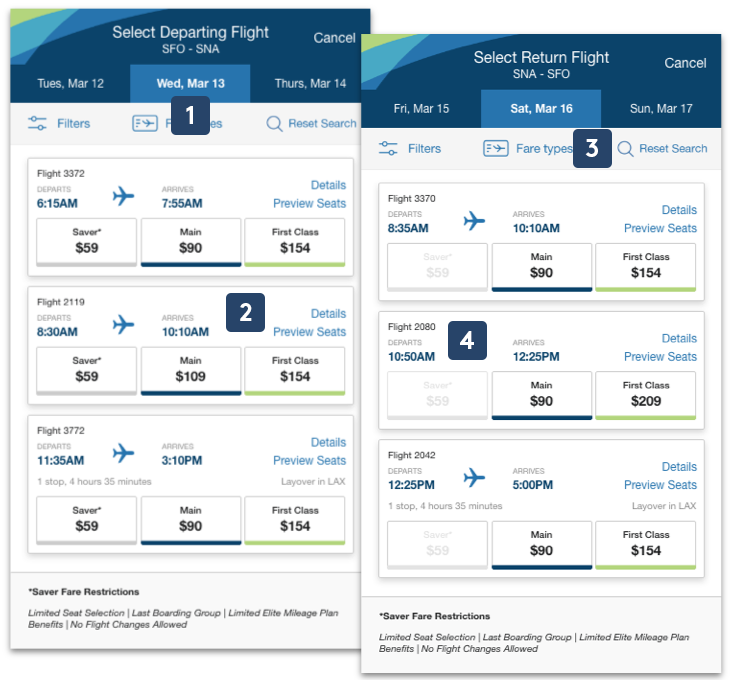 Select Departing Flight
SFO - SNA
Cancel
Tues, Mar 12
Wed, Mar 13
Thurs, Mar 14
Filters
1
Reset Search
Flight 3372
DEPARTS
ARRIVES
Details
6:15AM
7:55AM
Preview Seats
Saver*
Main
First Class
$59
$90
$154
Flight 2119
2
DEPARTS
ARRIVES
Details
8:30AM
10:10AM
Preview Seats
Saver*
Main
First Class
$59
$109
$154
Flight 3772
DEPARTS
ARRIVES
Details
11:35AM
3:10PM
Preview Seats
1 stop, 4 hours 35 minutes
Layover in LAX
Saver*
Main
First Class
$59
$90
$154
*Saver Fare Restrictions
Limited Seat Selection | Last Boarding Group | Limited Elite Mileage Plan
Benefits | No Flight Changes Allowed
Select Return Flight
SNA - SFO
Cancel
Fri, Mar 15
Sat, Mar 16
Sun, Mar 17
Filters
Fare types
3
Reset Search
Flight 3370
DEPARTS
ARRIVES
Details
8:35AM
10:10AM
Preview Seats
Saver*
Main
First Class
$59
$90
$154
Flight 2080
4
DEPARTS
ARRIVES
Details
10:50AM
12:25PM
Preview Seats
Saver*
Main
First Class
$59
$90
$209
Flight 2042
DEPARTS
ARRIVES
Details
12:25PM
5:00PM
Preview Seats
1 stop, 4 hours 35 minutes
Layover in LAX
Saver*
Main
First Class
$59
$90
$154
*Saver Fare Restrictions
Limited Seat Selection | Last Boarding Group | Limited Elite Mileage Plan
Benefits | No Flight Changes Allowed